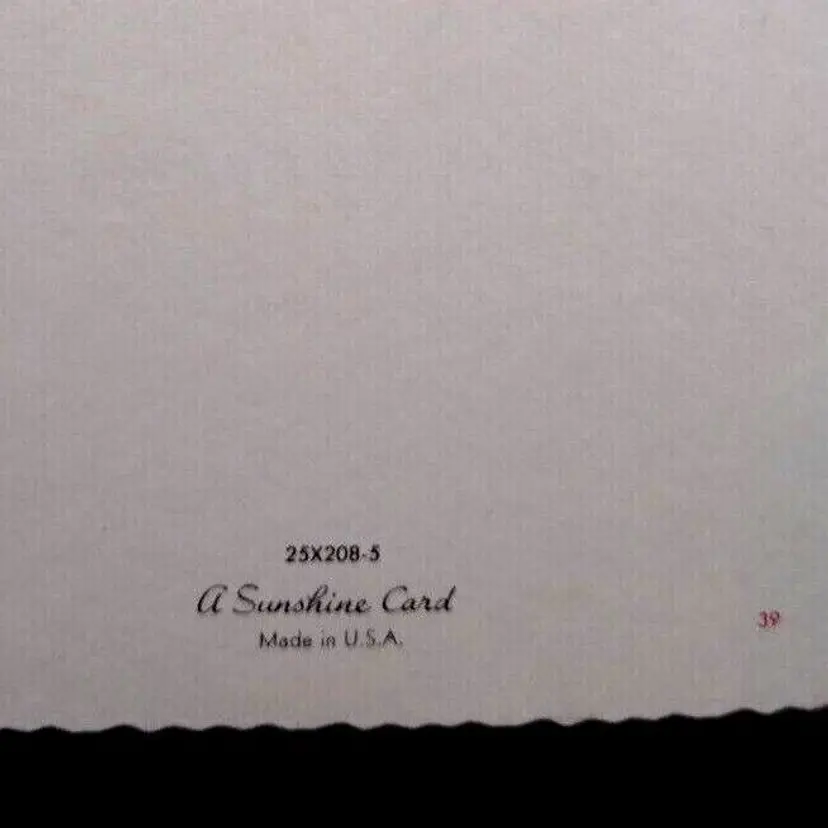 25X208-5
A Sunshine Card
Made in U.S.A.
39